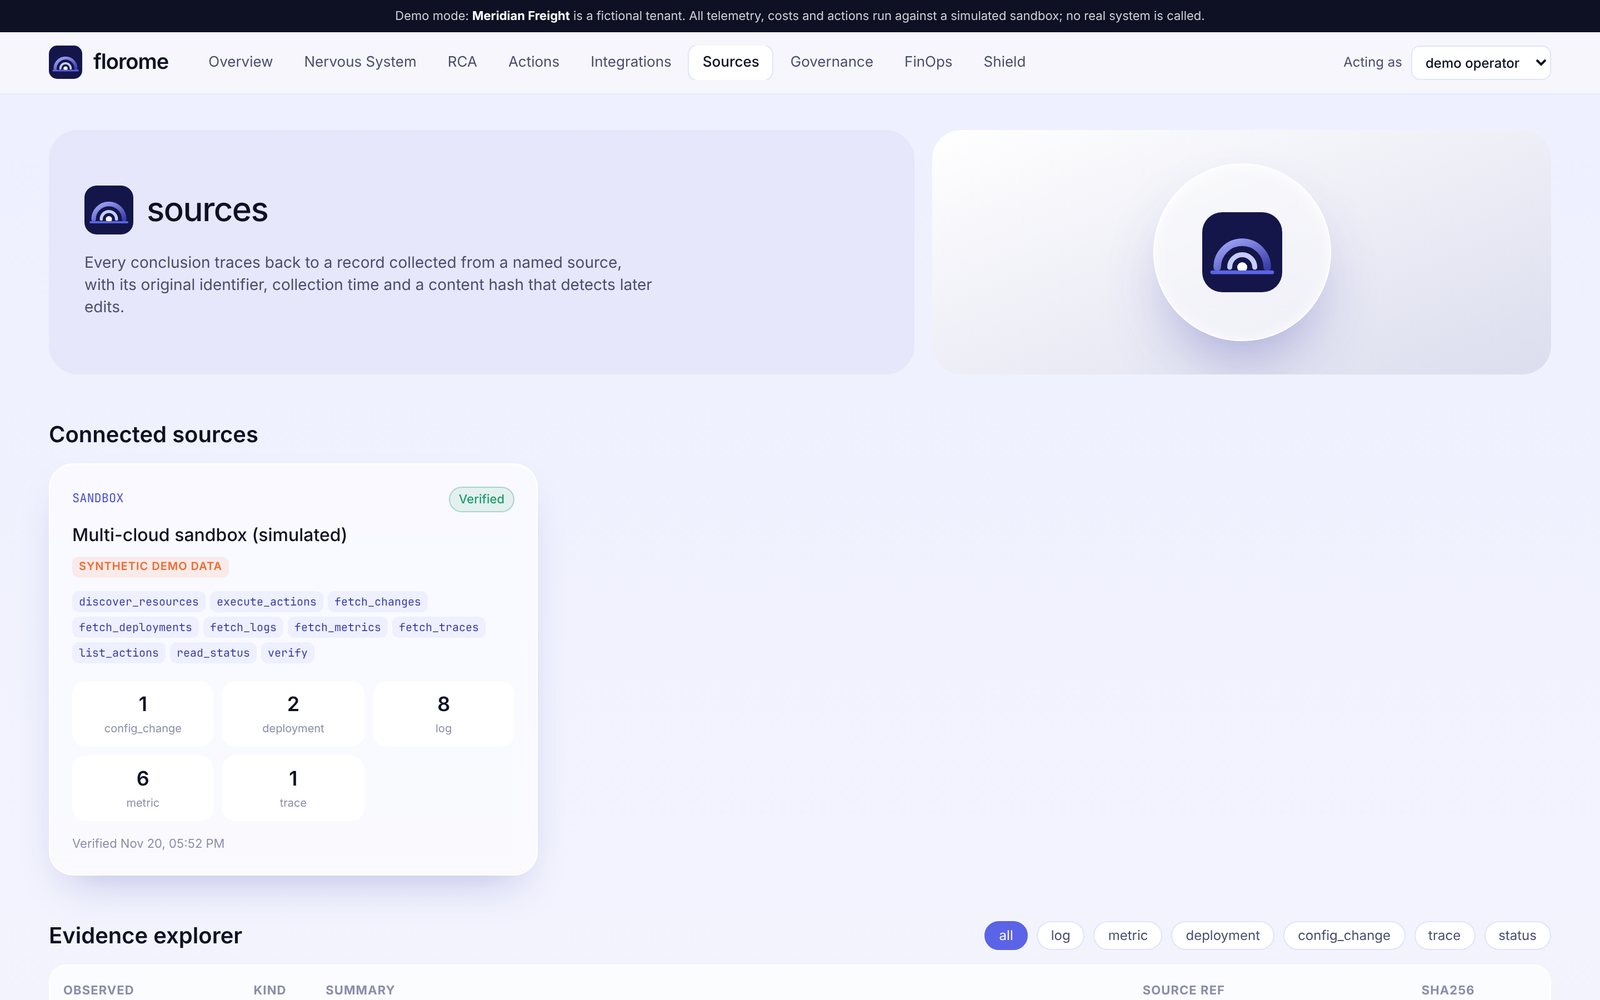 Demo mode: Meridian Freight is a fictional tenant. All telemetry, costs and actions run against a simulated sandbox; no real system is called.
florome
Overview
Nervous System
RCA
Actions
Integrations
Sources
Governance
FinOps
Shield
Acting as
demo operator
sources
Every conclusion traces back to a record collected from a named source,
with its original identifier, collection time and a content hash that detects later
edits.
Connected sources
SANDBOX
Verified
Multi-cloud sandbox (simulated)
SYNTHETIC DEMO DATA
discover_resources execute_actions fetch_changes
fetch_deployments fetch_logs fetch_metrics fetch_traces
list_actions read_status verify
1
config_change
2
deployment
8
log
6
metric
1
trace
Verified Nov 20, 05:52 PM
Evidence explorer
all
log
metric
deployment
config_change
trace
status
OBSERVED
KIND
SUMMARY
SOURCE REF
SHA256